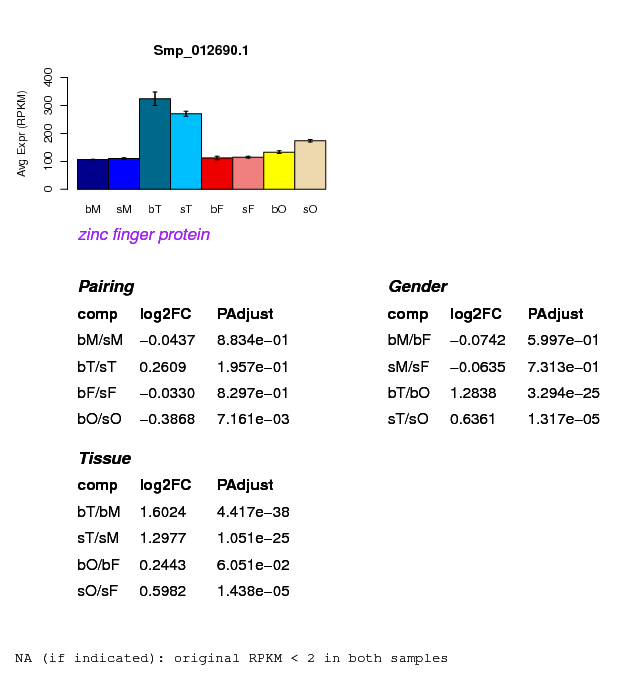 Smp_012690.1
Avg Expr (RPKM)
400
300
200
100
0
bM sM bT sT bF sF bO sO
zinc finger protein
Pairing
comp log2FC PAdjust
bM/sM −0.0437 8.834e−01
bT/sT 0.2609 1.957e−01
bF/sF −0.0330 8.297e−01
bO/sO −0.3868 7.161e−03
Gender
comp log2FC PAdjust
bM/bF −0.0742 5.997e−01
sM/sF −0.0635 7.313e−01
bT/bO 1.2838 3.294e−25
sT/sO 0.6361 1.317e−05
Tissue
comp log2FC PAdjust
bT/bM 1.6024 4.417e−38
sT/sM 1.2977 1.051e−25
bO/bF 0.2443 6.051e−02
sO/sF 0.5982 1.438e−05
NA (if indicated): original RPKM < 2 in both samples